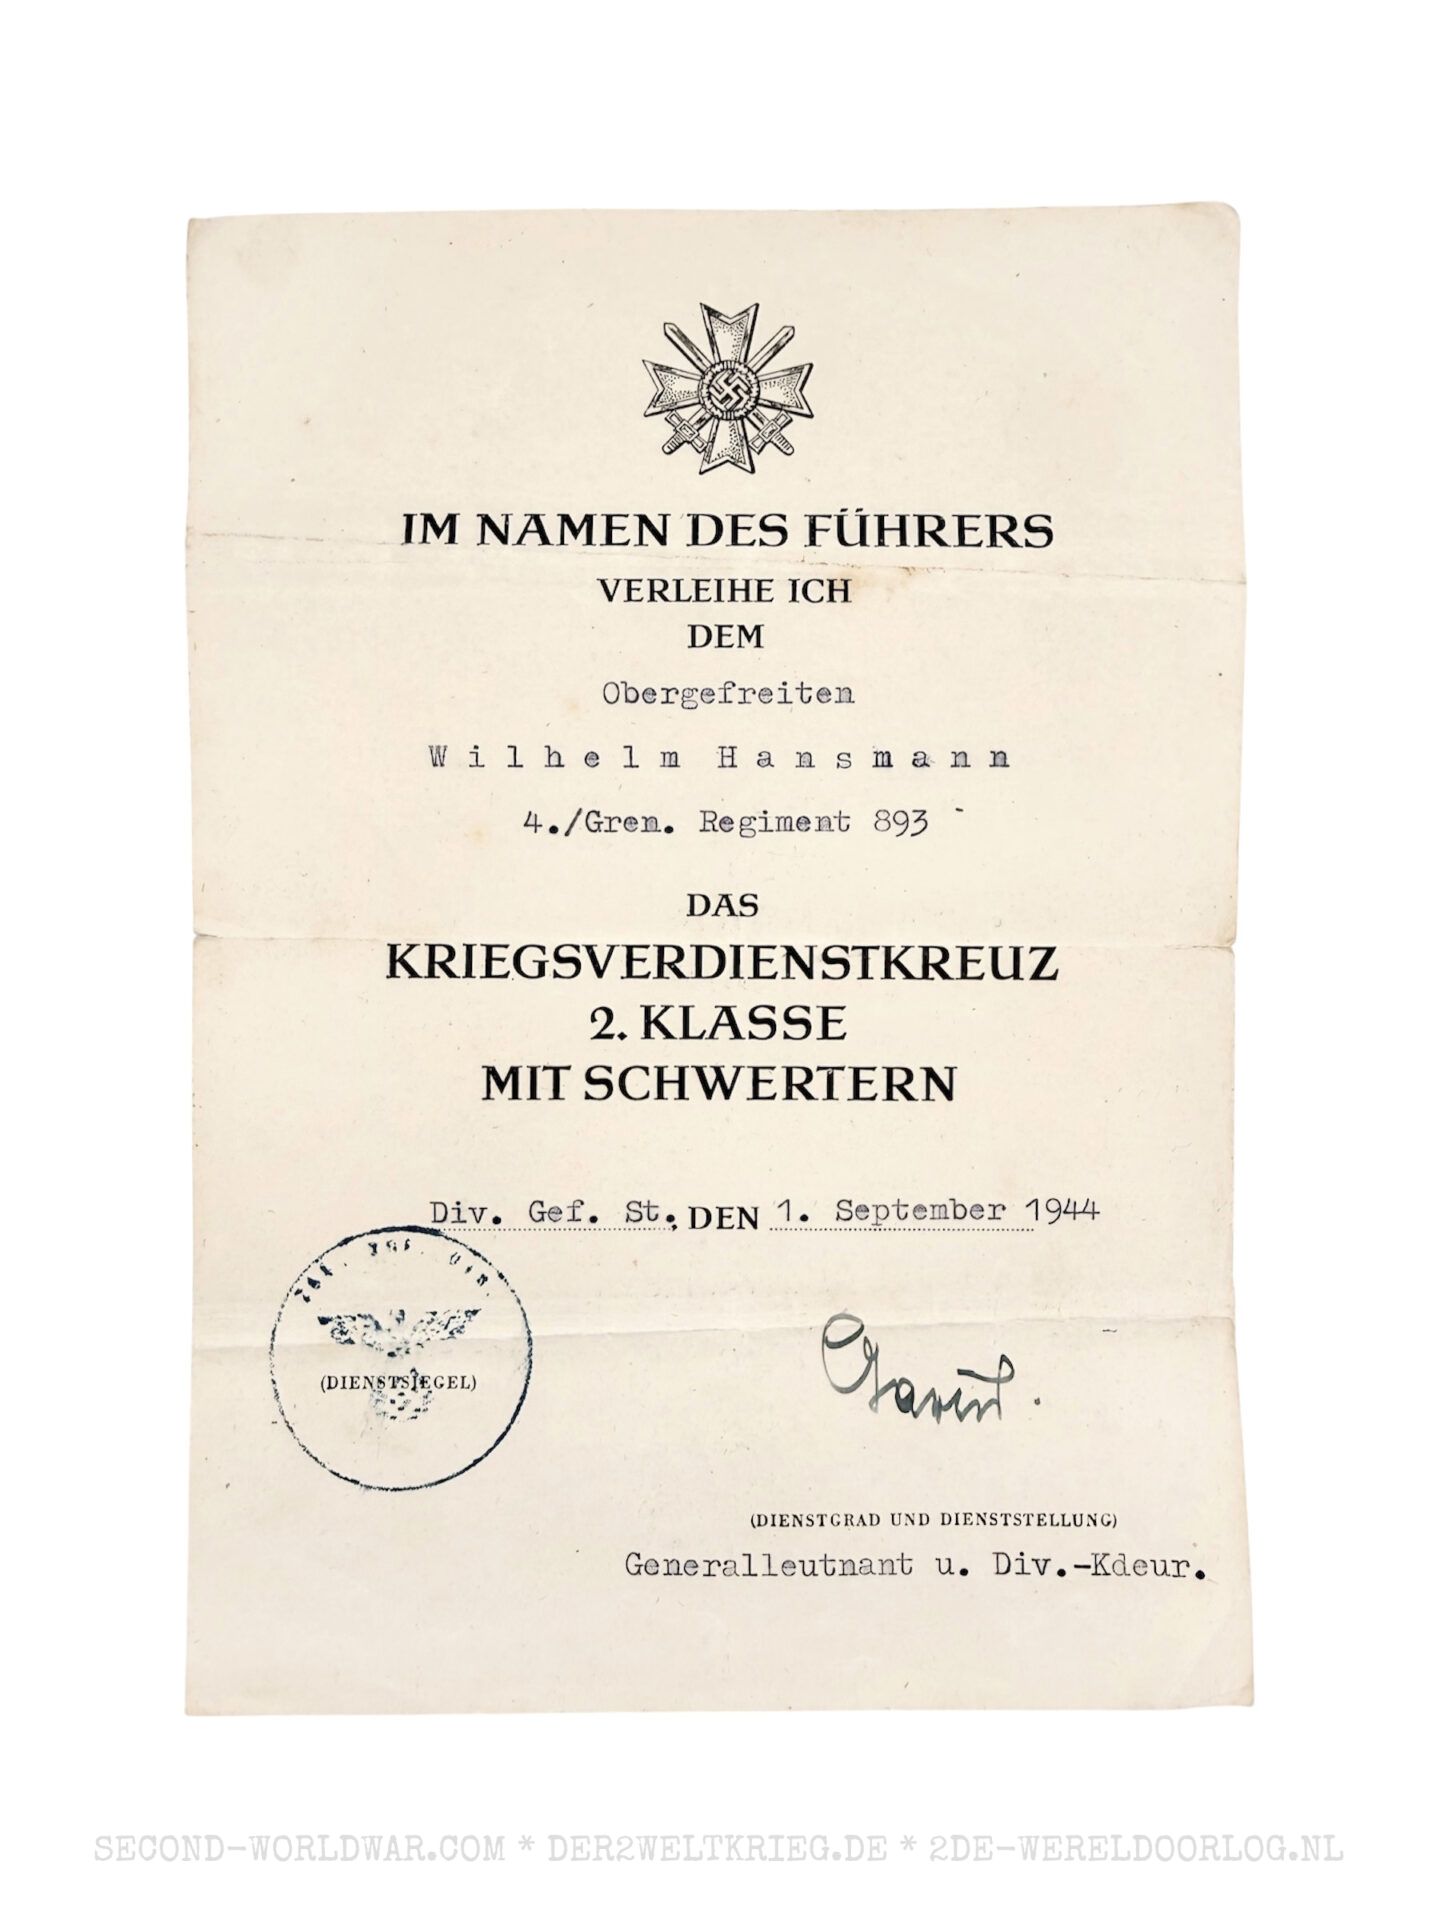 IM NAMEN DES FÜHRERS
VERLEIHE ICH
DEM
Obergefreiten
Wilhelm Hansmann
4./Gren. Regiment 893
DAS
KRIEGSVERDIENSTKREUZ
2. KLASSE
MIT SCHWERTERN
Div. Gef. St., DEN 1. September 1944
(DIENSTSIEGEL)
(DIENSTGRAD UND DIENSTSTELLUNG)
Generalleutnant u. Div.-Kdeur.
SECOND-WORLDWAR.COM * DER2WELTKRIEG.DE * 2DE-WERELDOORLOG.NL